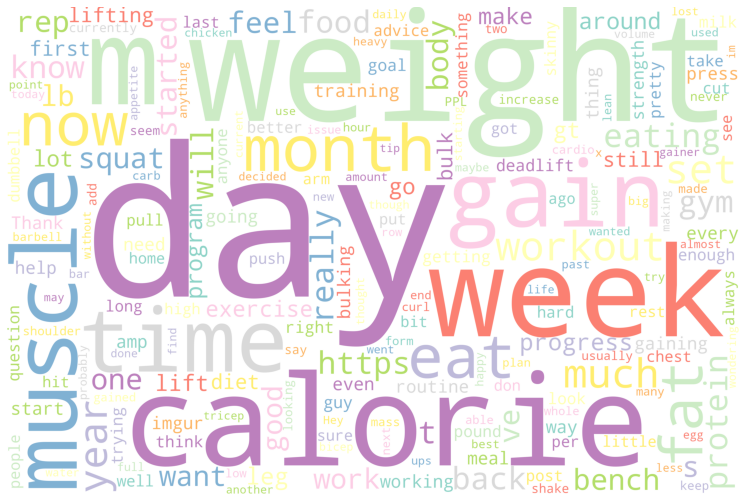 rep
lifting
last
feel
food
daily
advice
make
around
lost
milk
currently
chicken
heavy
two
skinny
used
first
know
started
m
weight
body
something
volume
im
point
today
appetite
anything
goal
training
PPL
increase
thing
strength
pretty
take
press
cut
never
lb
now
seem
use
issue
hour
better
got
lean
see
lot
squat
will
anyone
month
tip
bulk
deadlift
cardio
x
gainer
eating
still
set
dumbbell
decided
arm
maybe
super
big
made
gt
carb
add
amount
go
ago
gym
Thank
without
pull
going
new
thought
put
wanted
making
every
barbell
need
home
program
really
row
getting
workout
almost
muscle
day
gain
help
bar
push
bulking
end
life
past
try
enough
may
long
high
exercise
curl
bit
hard
rest
always
week
question
shoulder
time
amp
right
form
progress
gaining
find
say
went
happy
plan
usually
chest
hit
done
https
eat
much
fat
protein
probably
one
lift
diet
even
routine
don
look
many
start
year
gained
good
looking
guy
mass
able
whole
imgur
tricep
Hey
ve
way
trying
calorie
think
sure
next
pound
best
per
little
egg
people
full
want
leg
t
meal
less
s
well
low
work
working
ups
back
post
bench
keep
another
shake